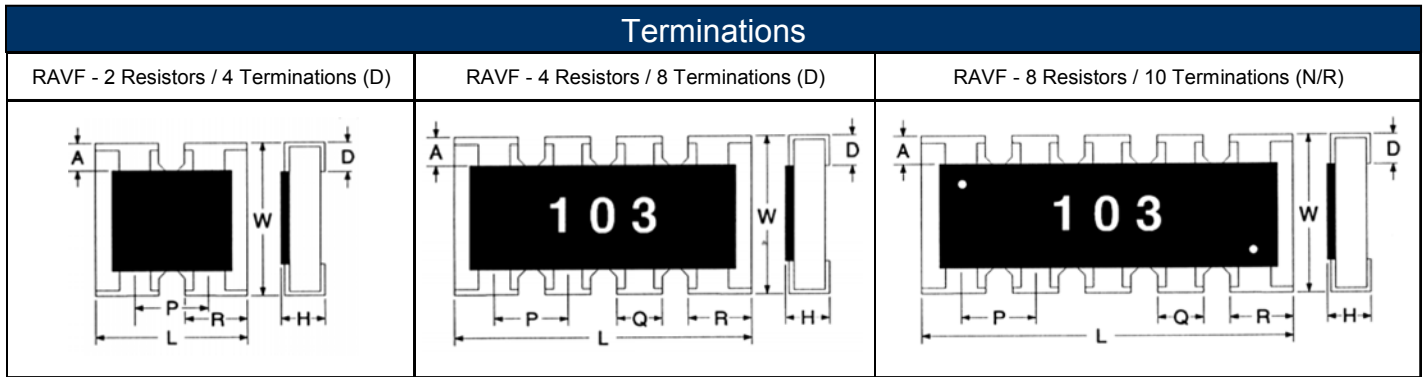 Terminations
RAVF - 2 Resistors / 4 Terminations (D)
RAVF - 4 Resistors / 8 Terminations (D)
RAVF - 8 Resistors / 10 Terminations (N/R)
A
D
W
P
R
H
L
A
D
103
W
P
Q
R
H
L
A
D
103
W
P
Q
R
H
L